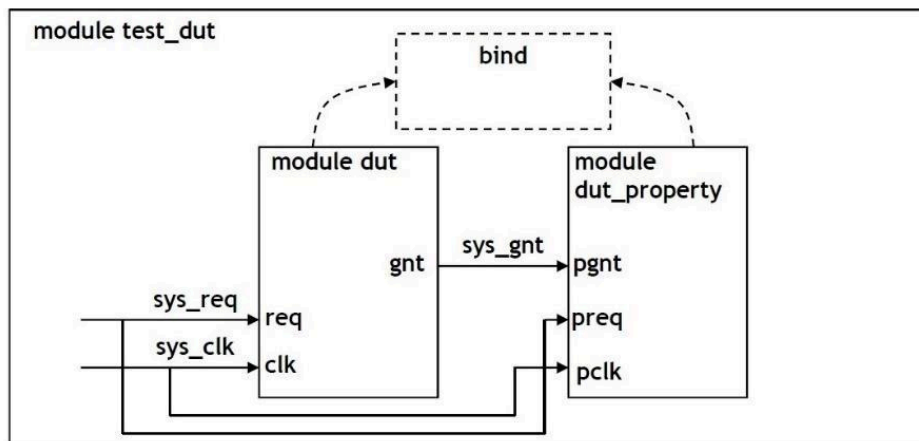 module test_dut
bind
module dut
module
dut_property
gnt
sys_gnt
pgnt
sys_req
req
preq
sys_clk
clk
pclk